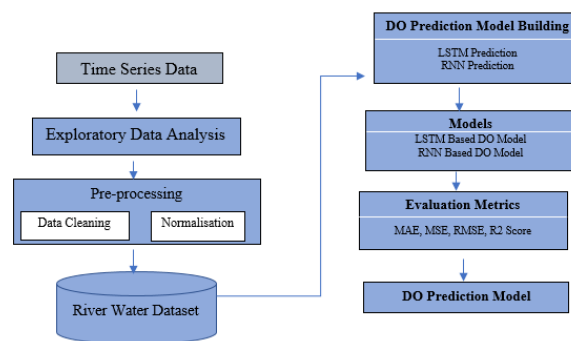 Time Series Data
Exploratory Data Analysis
Pre-processing
Data Cleaning
Normalisation
River Water Dataset
DO Prediction Model Building
LSTM Prediction
RNN Prediction
Models
LSTM Based DO Model
RNN Based DO Model
Evaluation Metrics
MAE, MSE, RMSE, R2 Score
DO Prediction Model